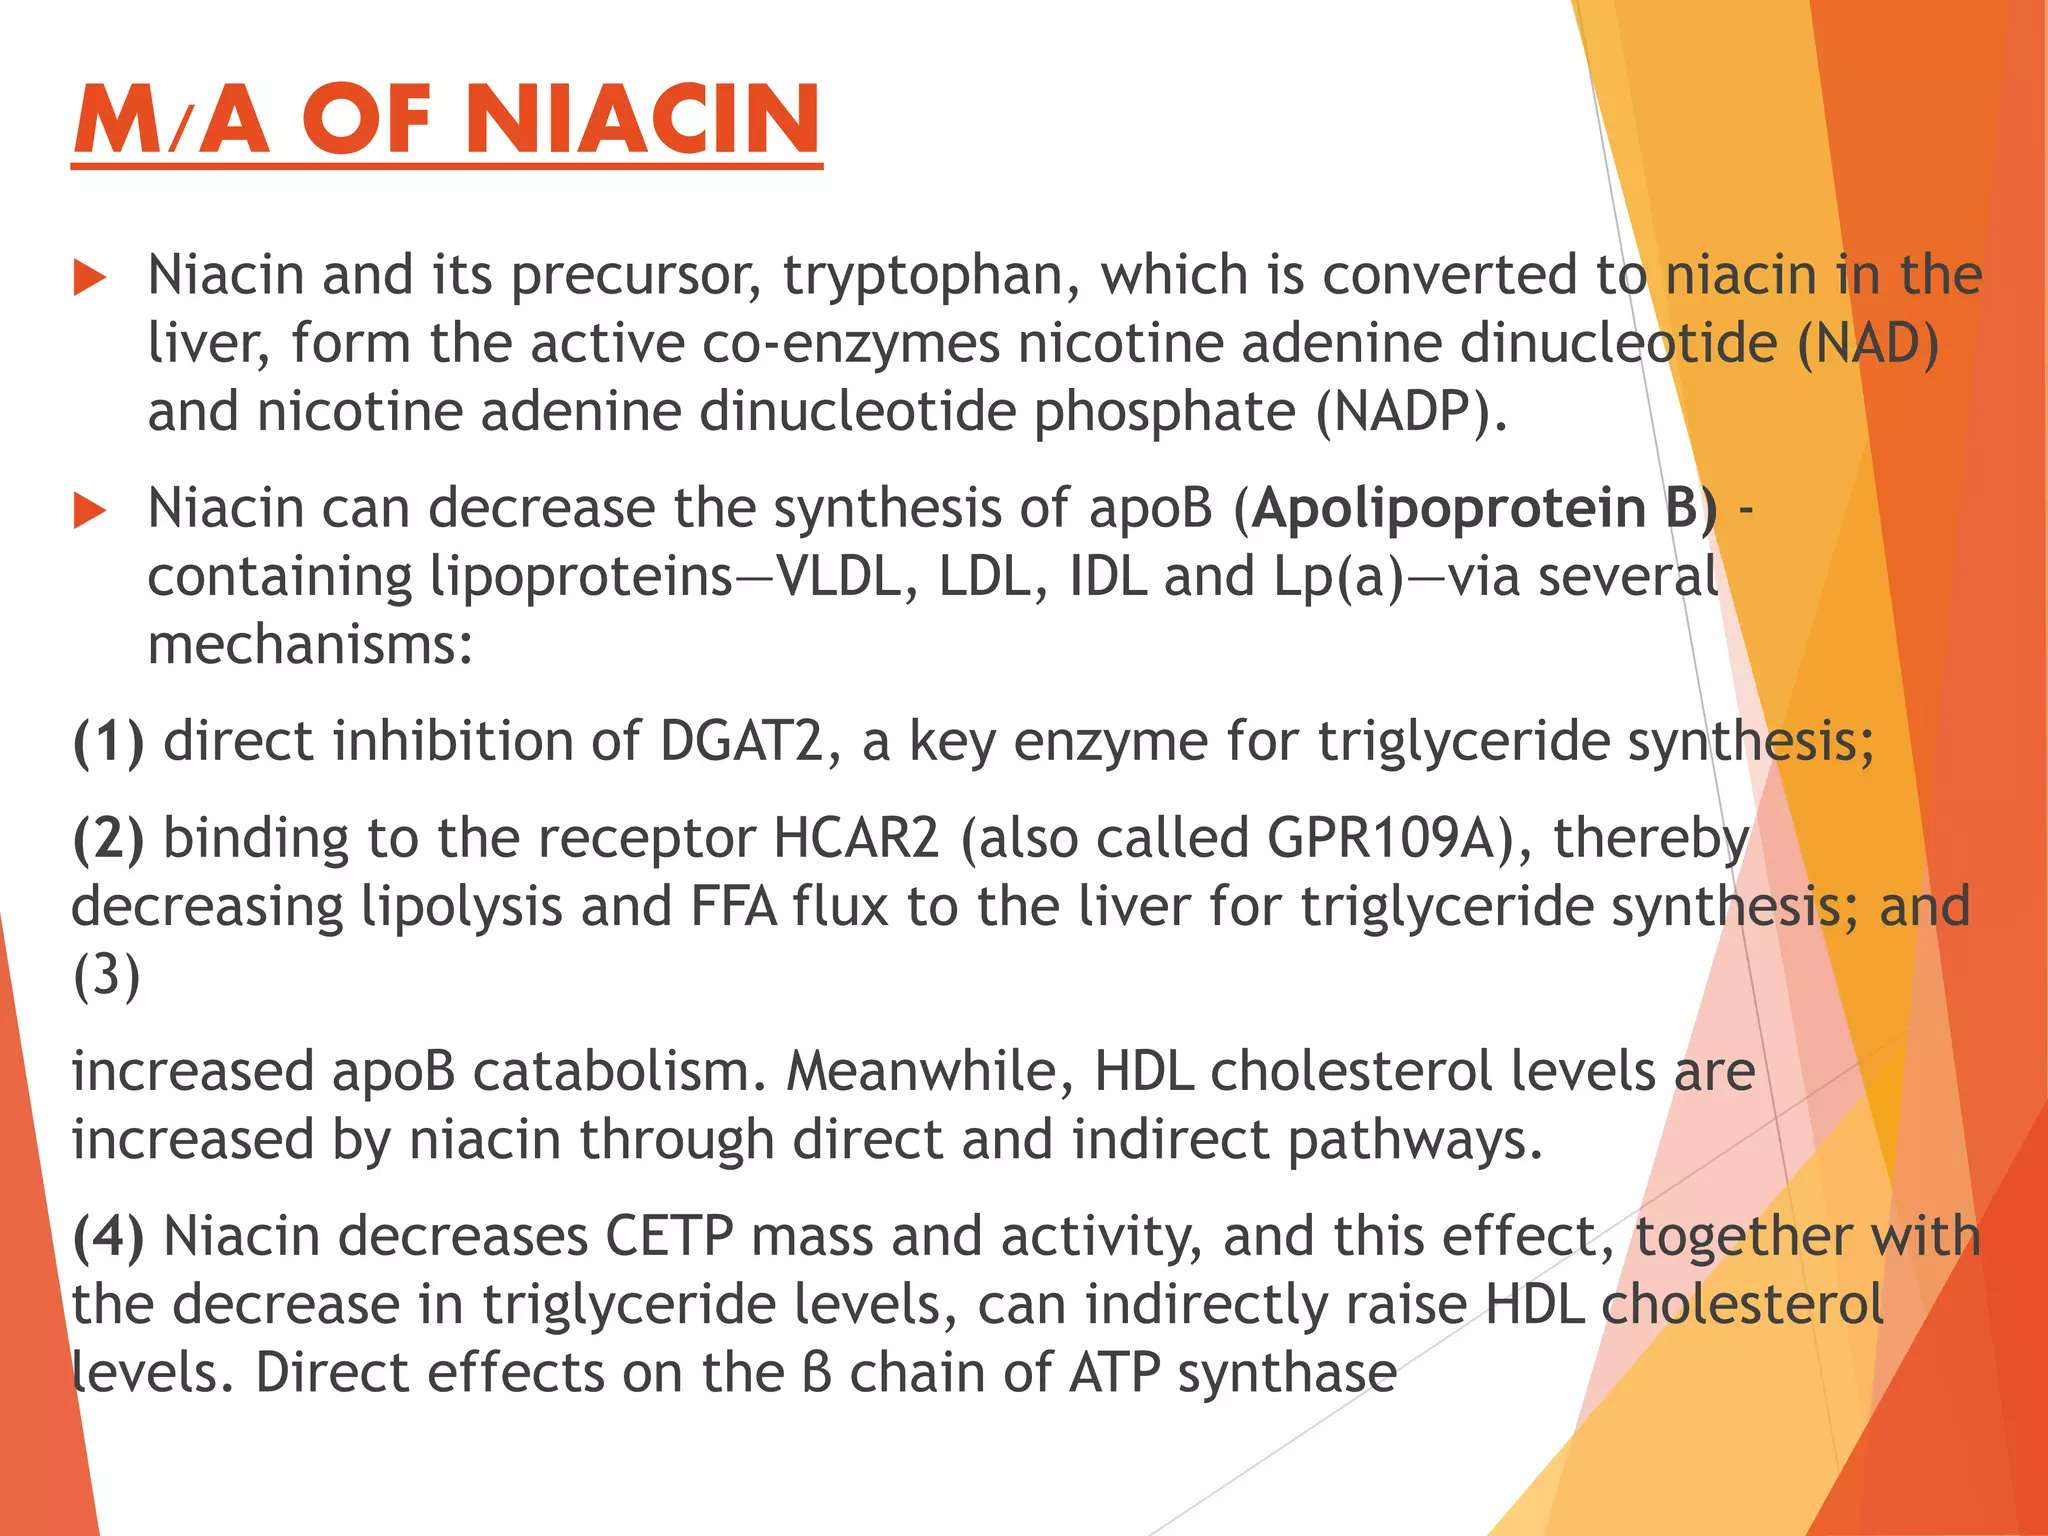 M/A OF NIACIN
Niacin and its precursor, tryptophan, which is converted to niacin in the
liver, form the active co-enzymes nicotine adenine dinucleotide (NAD)
and nicotine adenine dinucleotide phosphate (NADP).
Niacin can decrease the synthesis of apoB (Apolipoprotein B) -
containing lipoproteins—VLDL, LDL, IDL and Lp(a)—via several
mechanisms:
(1) direct inhibition of DGAT2, a key enzyme for triglyceride synthesis;
(2) binding to the receptor HCAR2 (also called GPR109A), thereby
decreasing lipolysis and FFA flux to the liver for triglyceride synthesis; and
(3)
increased apoB catabolism. Meanwhile, HDL cholesterol levels are
increased by niacin through direct and indirect pathways.
(4) Niacin decreases CETP mass and activity, and this effect, together with
the decrease in triglyceride levels, can indirectly raise HDL cholesterol
levels. Direct effects on the β chain of ATP synthase